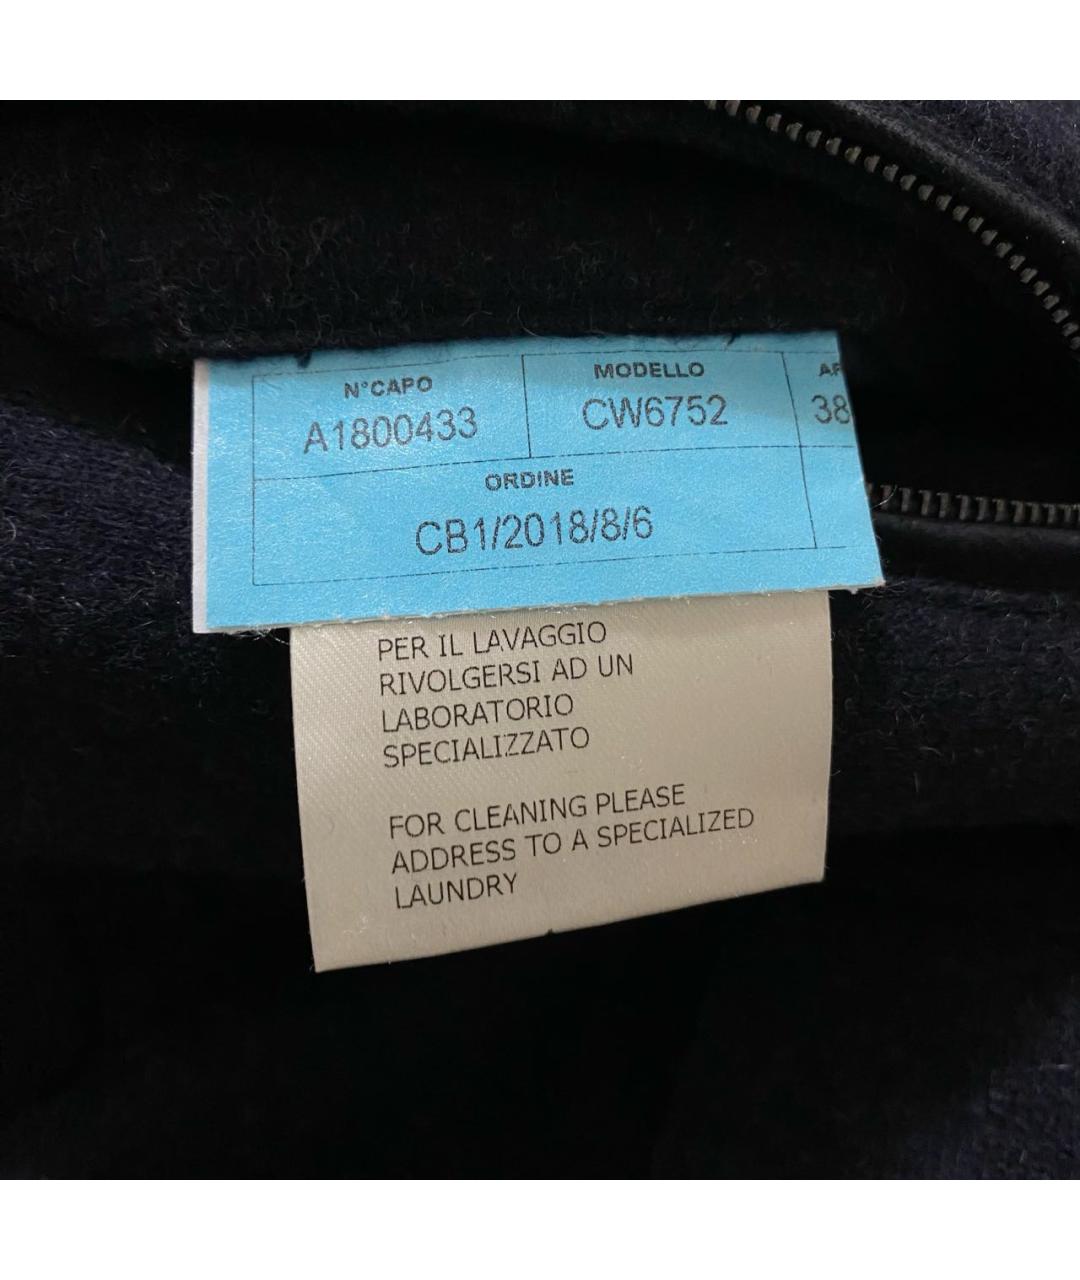 N°CAPO MODELLO
A1800433 CW6752 38
ORDINE
CB1/2018/8/6
PER IL LAVAGGIO
RIVOLGERSI AD UN
LABORATORIO
SPECIALIZZATO
FOR CLEANING PLEASE
ADDRESS TO A SPECIALIZED
LAUNDRY